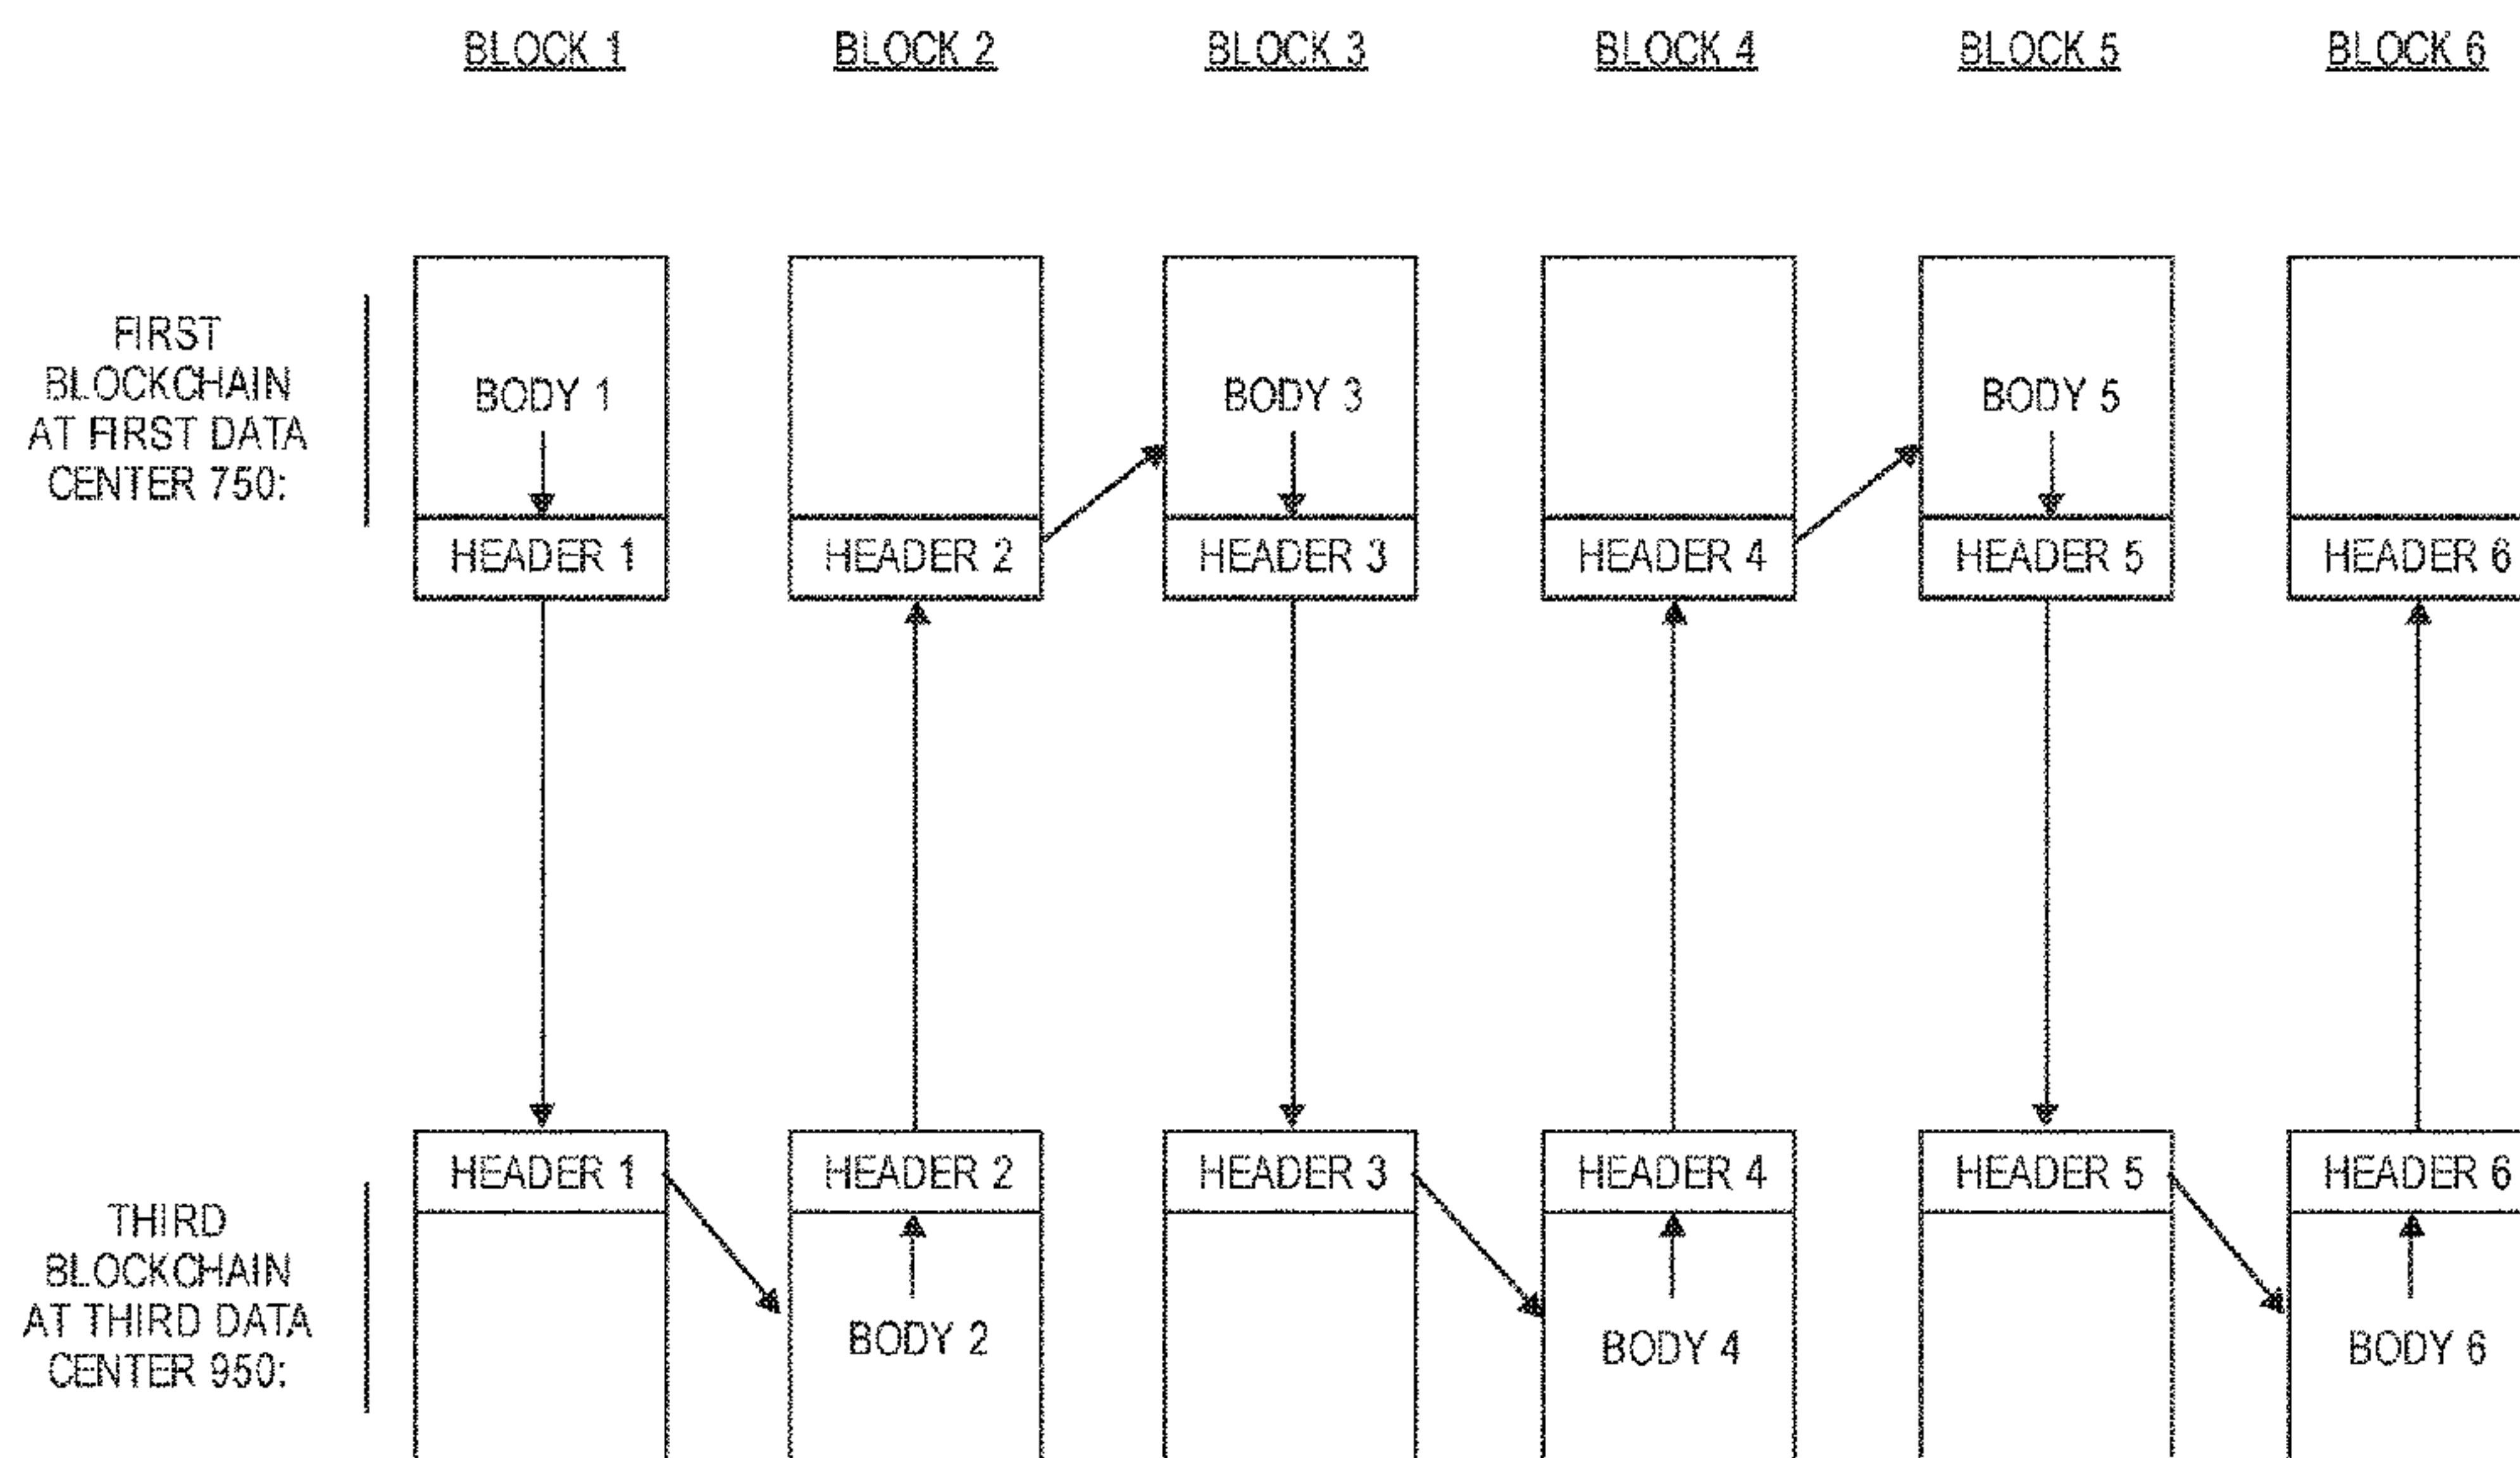 BLOCK 1 BLOCK 2 BLOCK 3 BLOCK 4 BLOCK 5 BLOCK 6
FIRST
BLOCKCHAIN
AT FIRST DATA
CENTER 750:
BODY 1 BODY 3 BODY 5
HEADER 1 HEADER 2 HEADER 3 HEADER 4 HEADER 5 HEADER 6
THIRD
BLOCKCHAIN
AT THIRD DATA
CENTER 950:
HEADER 1 HEADER 2 HEADER 3 HEADER 4 HEADER 5 HEADER 6
BODY 2 BODY 4 BODY 6